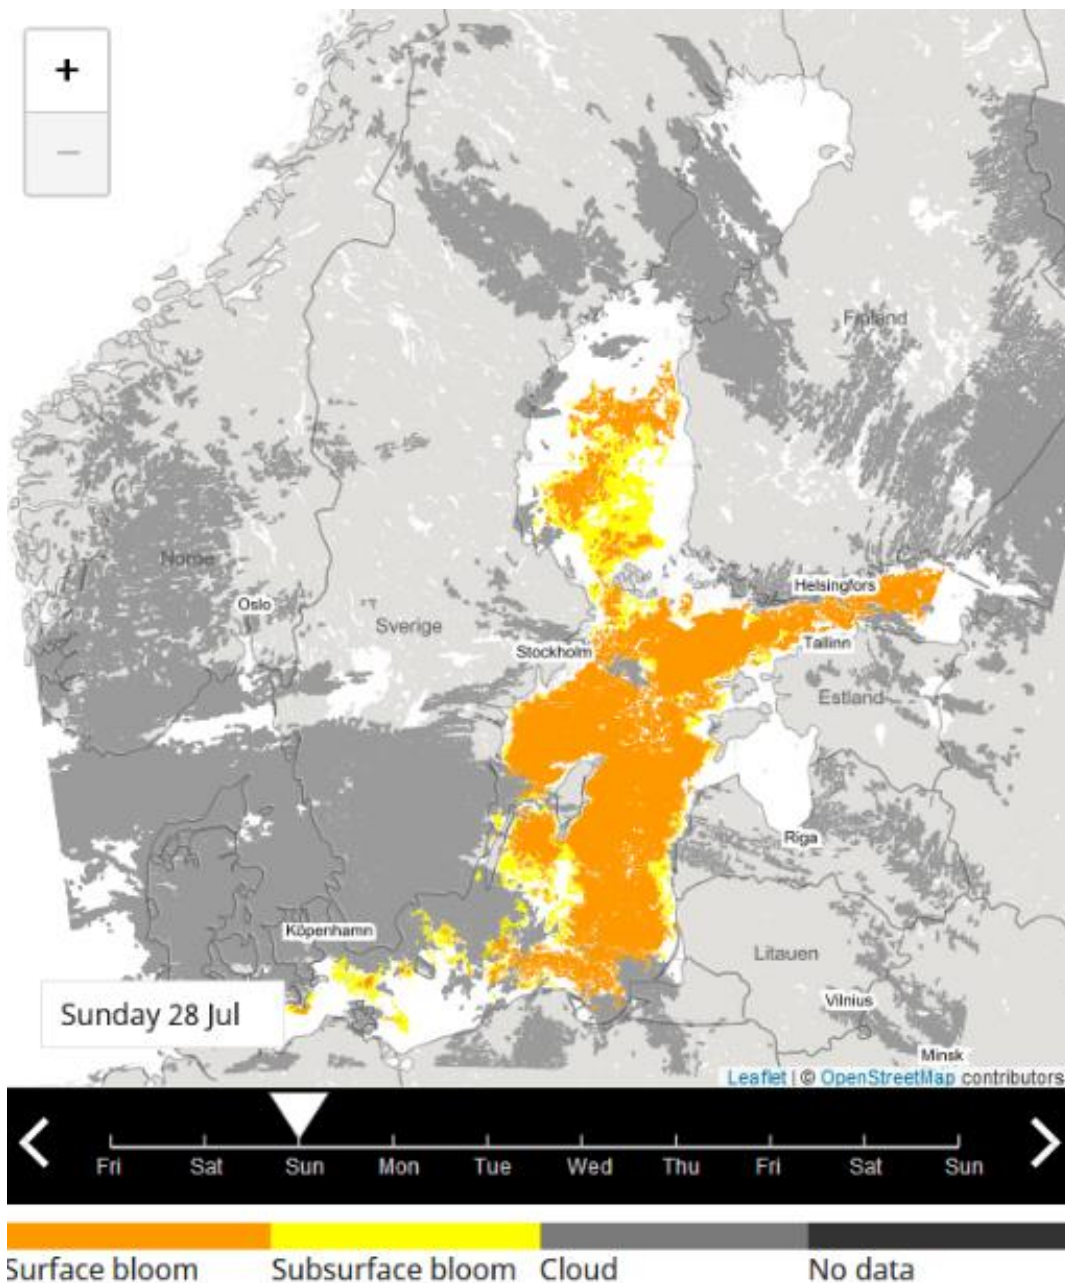 +
−
Finland
Norge
Helsingfors
Oslo
Sverige
Stockholm
Tallinn
Estland
Riga
Köpenhamn
Litauen
Vilnius
Sunday 28 Jul
Minsk
Leaflet | © OpenStreetMap contributors
Fri Sat Sun Mon Tue Wed Thu Fri Sat Sun
Surface bloom Subsurface bloom Cloud No data